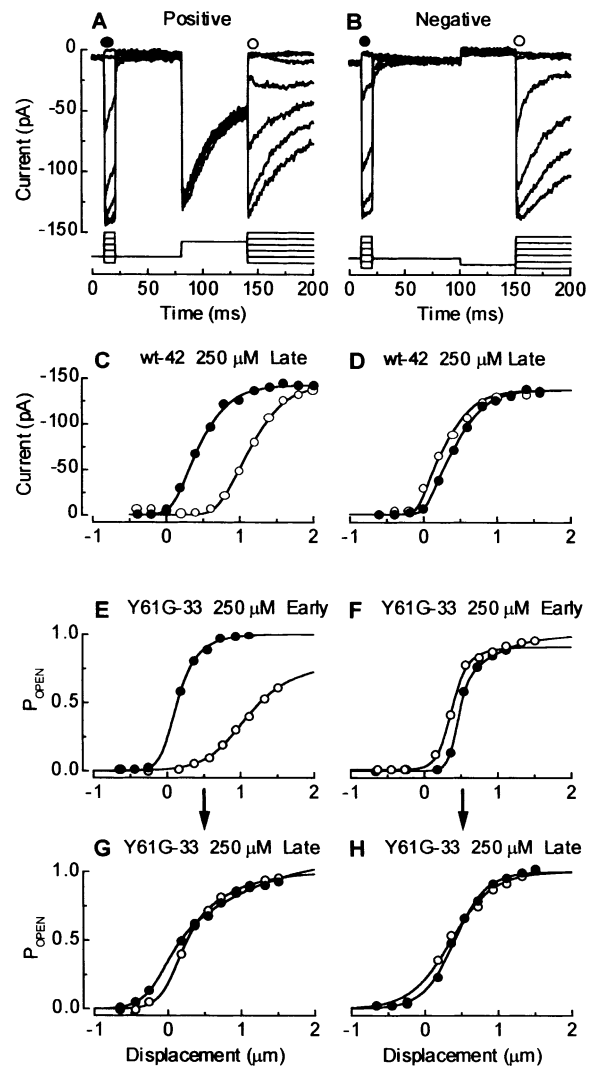 A Positive
B Negative
Current (pA)
0
-50
-100
-150
0 50 100 150 200
Time (ms)
0 50 100 150 200
Time (ms)
C wt-42 250 μM Late
D wt-42 250 μM Late
Current (pA)
-150
-100
-50
0
-1 0 1 2
-1 0 1 2
E Y61G-33 250 μM Early
F Y61G-33 250 μM Early
POPEN
1.0
0.5
0.0
-1 0 1 2
-1 0 1 2
G Y61G-33 250 μM Late
H Y61G-33 250 μM Late
POPEN
1.0
0.5
0.0
-1 0 1 2
Displacement (μm)
-1 0 1 2
Displacement (μm)